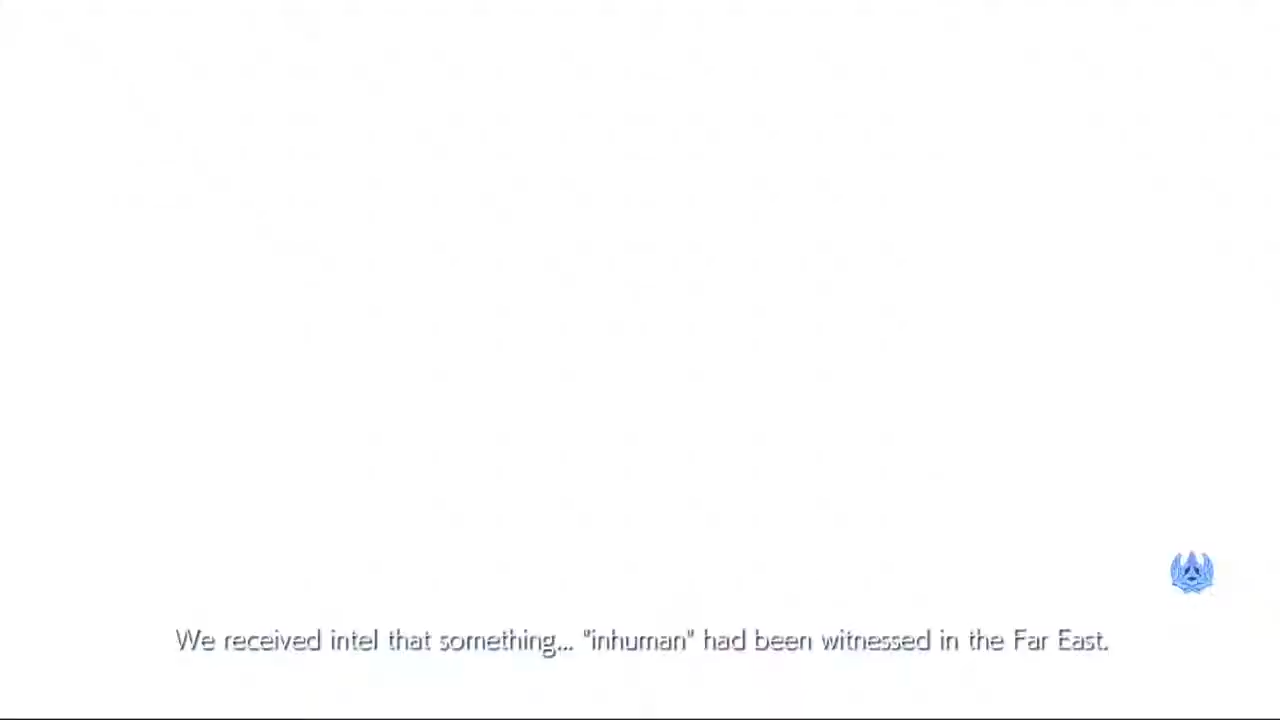 We received intel that something... "inhuman" had been witnessed in the Far East.